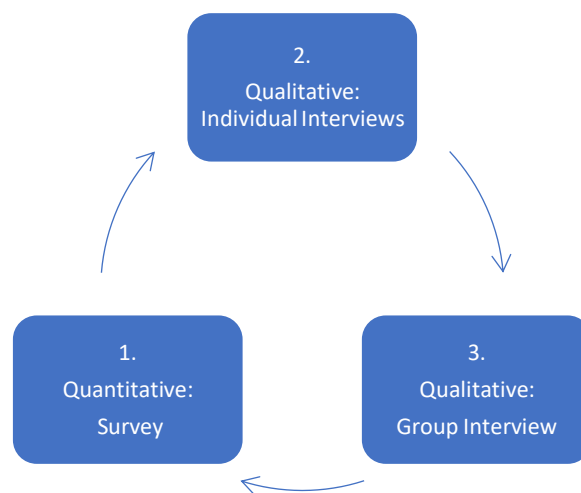 2.
Qualitative:
Individual Interviews
1.
Quantitative:
Survey
3.
Qualitative:
Group Interview